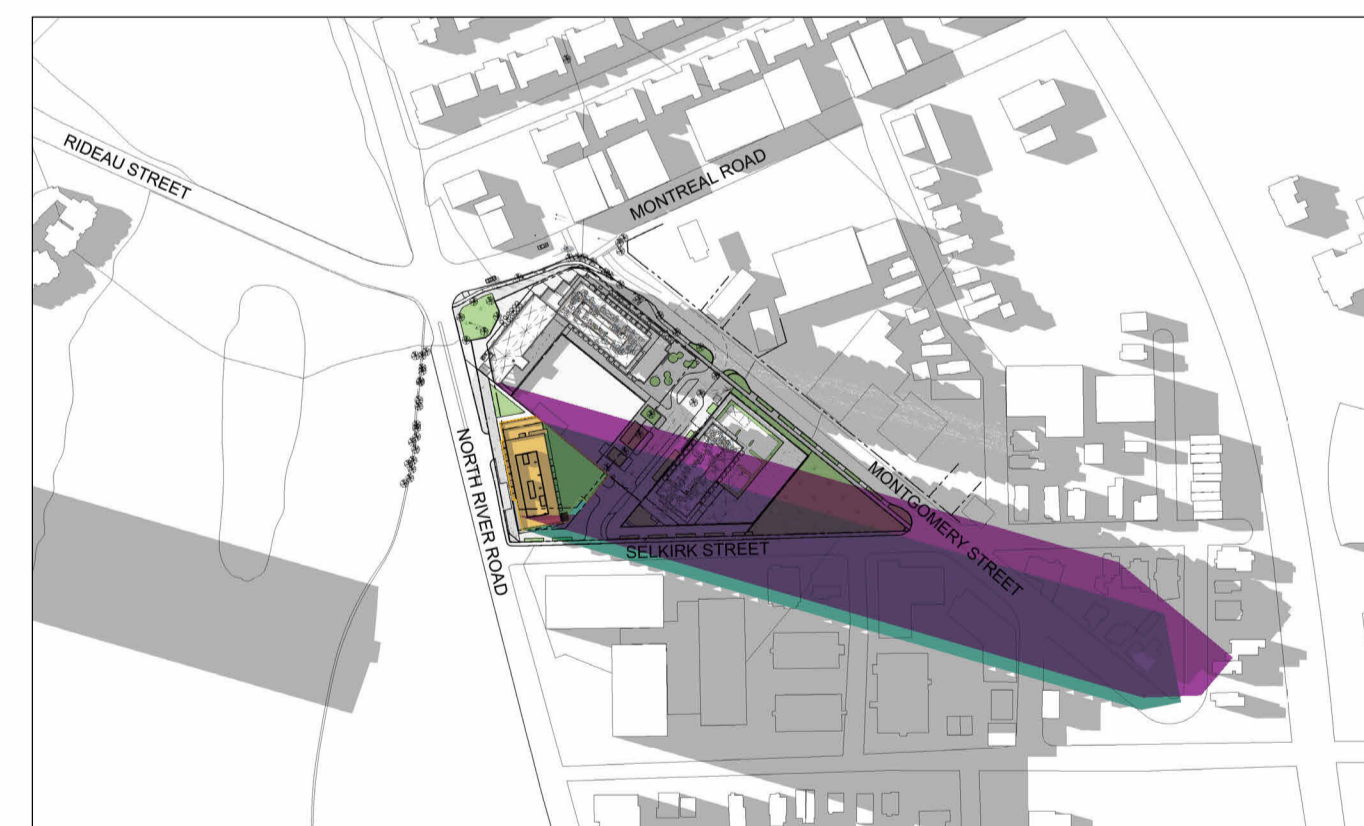 RIDEAU STREET
MONTREAL ROAD
NORTH RIVER ROAD
MONTGOMERY STREET
SELKIRK STREET